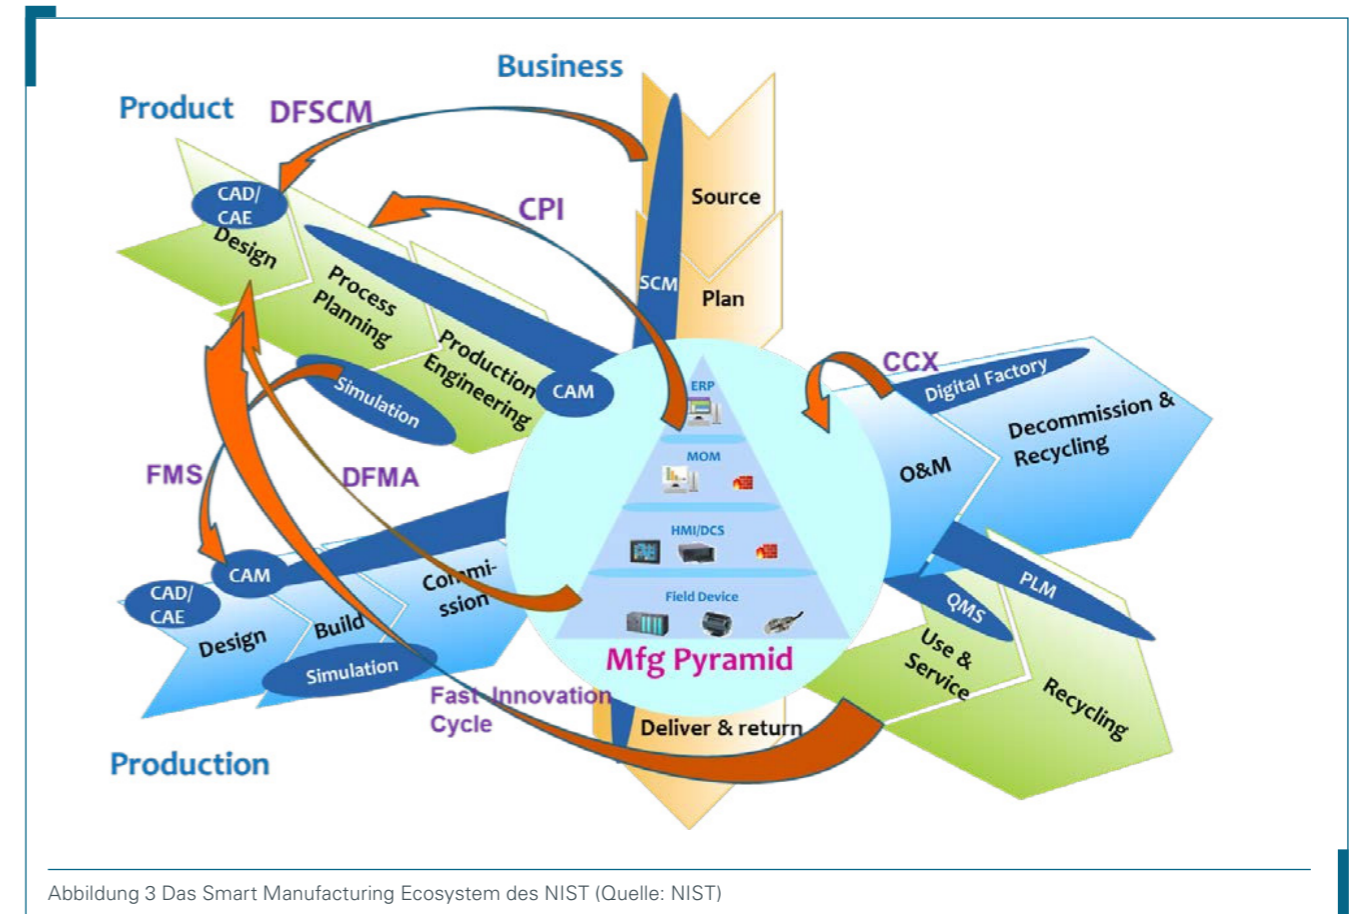 Business
Product
DFSCM
CAD/
CAE
Design
CPI
Source
Process
Planning
SCM
Plan
Production
Engineering
CAM
Simulation
CCX
Digital Factory
Decommission &
Recycling
O&M
ERP
MOM
HMI/DCS
Field Device
Mfg Pyramid
FMS
DFMA
CAM
CAD/
CAE
Design
Build
Commi-
ssion
Simulation
QMS
PLM
Use &
Service
Recycling
Fast Innovation
Cycle
Deliver & return
Production
Abbildung 3 Das Smart Manufacturing Ecosystem des NIST (Quelle: NIST)